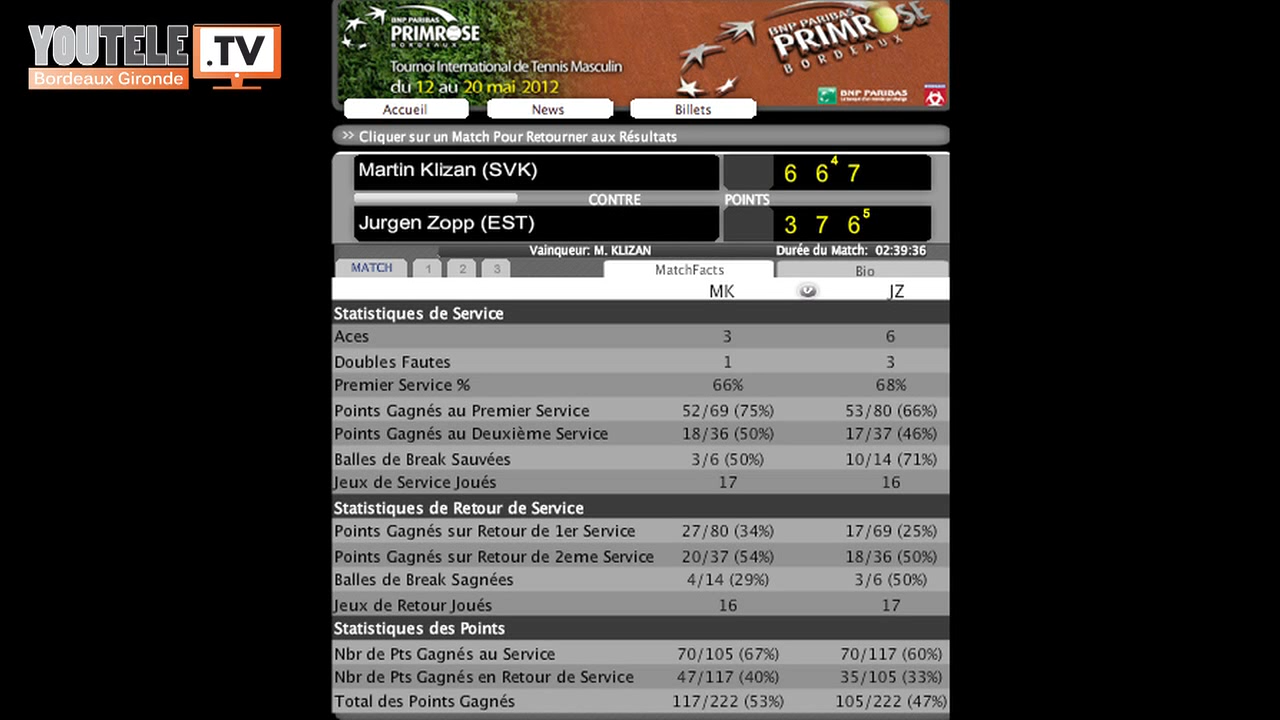 YOUTELE .TV
Bordeaux Gironde
BNP PARIBAS
PRIMROSE
BORDEAUX
Tournoi International de Tennis Masculin
du 12 au 20 mai 2012
BNP PARIBAS
PRIMROSE
BORDEAUX
BNP PARIBAS
La banque d'un monde qui change
Accueil News Billets
>> Cliquer sur un Match Pour Retourner aux Résultats
Martin Klizan (SVK) 6 6 4 7
CONTRE POINTS
Jurgen Zopp (EST) 3 7 6 5
Vainqueur: M. KLIZAN Durée du Match: 02:39:36
MATCH 1 2 3 MatchFacts Bio
MK JZ
Statistiques de Service
Aces 3 6
Doubles Fautes 1 3
Premier Service % 66% 68%
Points Gagnés au Premier Service 52/69 (75%) 53/80 (66%)
Points Gagnés au Deuxième Service 18/36 (50%) 17/37 (46%)
Balles de Break Sauvées 3/6 (50%) 10/14 (71%)
Jeux de Service Joués 17 16
Statistiques de Retour de Service
Points Gagnés sur Retour de 1er Service 27/80 (34%) 17/69 (25%)
Points Gagnés sur Retour de 2eme Service 20/37 (54%) 18/36 (50%)
Balles de Break Sagnées 4/14 (29%) 3/6 (50%)
Jeux de Retour Joués 16 17
Statistiques des Points
Nbr de Pts Gagnés au Service 70/105 (67%) 70/117 (60%)
Nbr de Pts Gagnés en Retour de Service 47/117 (40%) 35/105 (33%)
Total des Points Gagnés 117/222 (53%) 105/222 (47%)